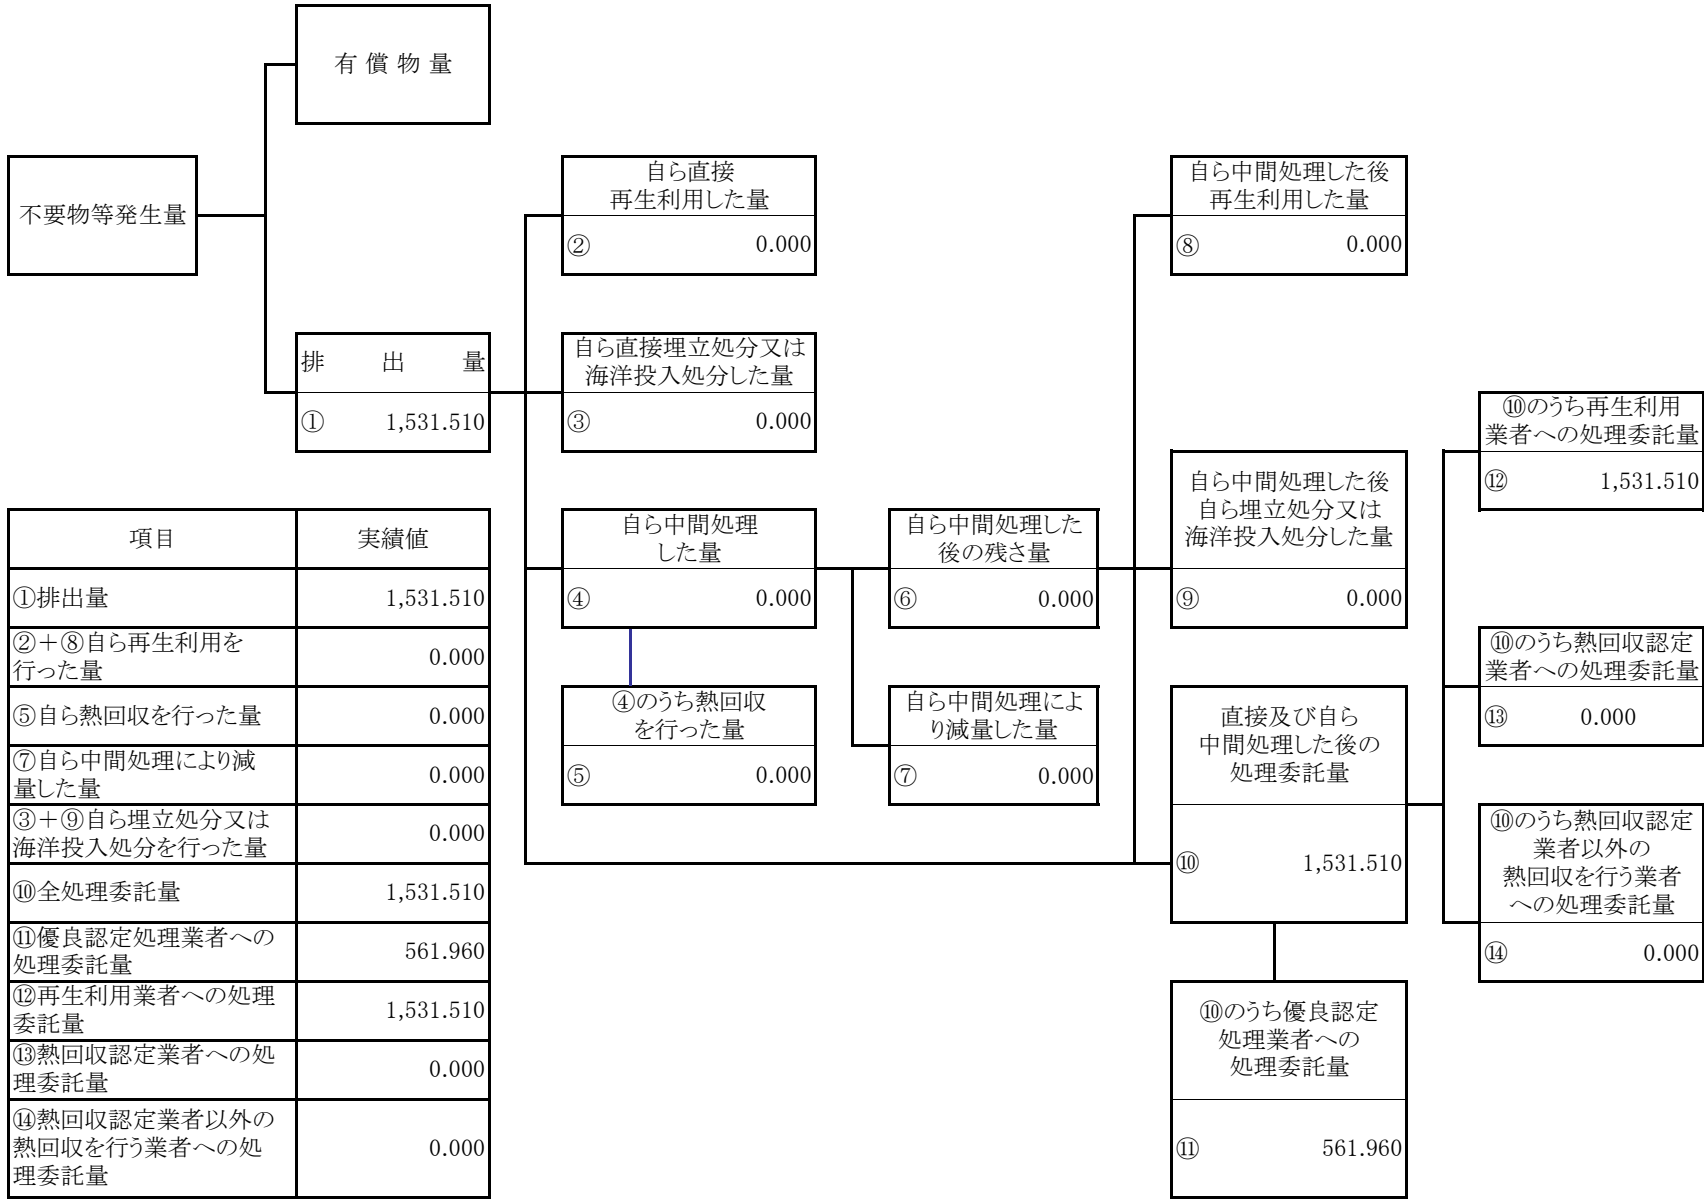 有償物量
不要物等発生量
自ら直接
再生利用した量
② 0.000
自ら中間処理した後
再生利用した量
⑧ 0.000
排出量
① 1,531.510
自ら直接埋立処分又は
海洋投入処分した量
③ 0.000
⑩のうち再生利用
業者への処理委託量
⑫ 1,531.510
自ら中間処理した後
自ら埋立処分又は
海洋投入処分した量
⑨ 0.000
自ら中間処理
した量
④ 0.000
自ら中間処理した
後の残さ量
⑥ 0.000
⑩のうち熱回収認定
業者への処理委託量
⑬ 0.000
④のうち熱回収
を行った量
⑤ 0.000
自ら中間処理によ
り減量した量
⑦ 0.000
直接及び自ら
中間処理した後の
処理委託量
⑩ 1,531.510
⑩のうち熱回収認定
業者以外の
熱回収を行う業者
への処理委託量
⑭ 0.000
⑩のうち優良認定
処理業者への
処理委託量
⑪ 561.960
項目 実績値
①排出量 1,531.510
②＋⑧自ら再生利用を
行った量 0.000
⑤自ら熱回収を行った量 0.000
⑦自ら中間処理により減
量した量 0.000
③＋⑨自ら埋立処分又は
海洋投入処分を行った量 0.000
⑩全処理委託量 1,531.510
⑪優良認定処理業者への
処理委託量 561.960
⑫再生利用業者への処理
委託量 1,531.510
⑬熱回収認定業者への処
理委託量 0.000
⑭熱回収認定業者以外の
熱回収を行う業者への処
理委託量 0.000